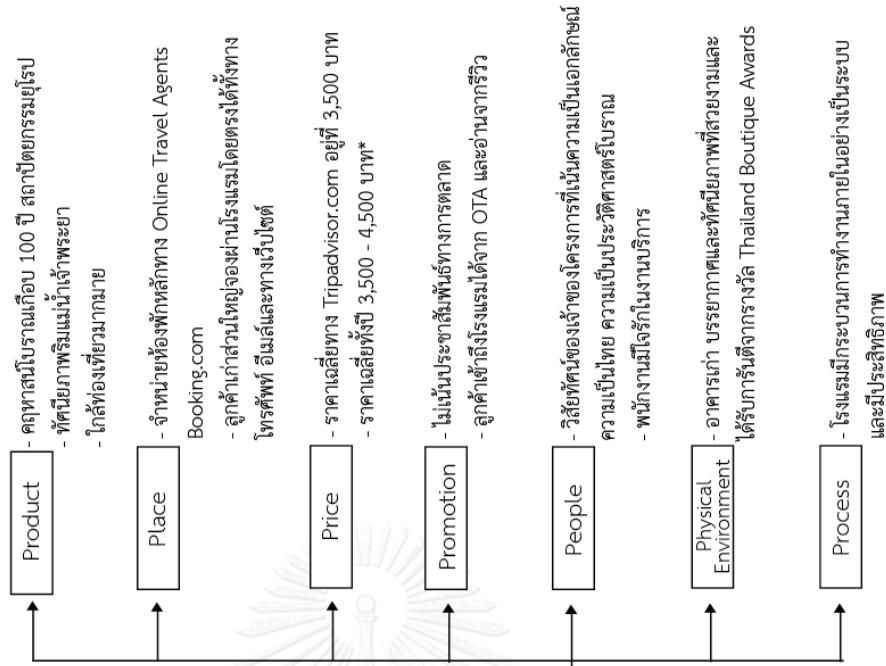 Product
- คฤหาสน์โบราณเกือบ 100 ปี สถาปัตยกรรมยุโรป
- ทัศนียภาพริมแม่น้ำเจ้าพระยา
- ใกล้ท่องเที่ยวมากมาย
Place
- จำหน่ายห้องพักหลักทาง Online Travel Agents
Booking.com
- ลูกค้าเก่าส่วนใหญ่จองผ่านโรงแรมโดยตรงได้ทั้งทาง
โทรศัพท์ อีเมล์และทางเว็บไซต์
Price
- ราคาเฉลี่ยทาง Tripadvisor.com อยู่ที่ 3,500 บาท
- ราคาเฉลี่ยทั้งปี 3,500 - 4,500 บาท*
Promotion
- ไม่เน้นประชาสัมพันธ์ทางการตลาด
- ลูกค้าเข้าถึงโรงแรมได้จาก OTA และอ่านจากรีวิว
People
- วิสัยทัศน์ของเจ้าของโครงการที่เน้นความเป็นเอกลักษณ์
ความเป็นไทย ความเป็นประวัติศาสตร์โบราณ
- พนักงานมีใจรักในงานบริการ
Physical
Environment
- อาคารเก่า บรรยากาศและทัศนียภาพที่สวยงามและ
ได้รับการันตีจากรางวัล Thailand Boutique Awards
Process
- โรงแรมมีกระบวนการทำงานภายในอย่างเป็นระบบ
และมีประสิทธิภาพ